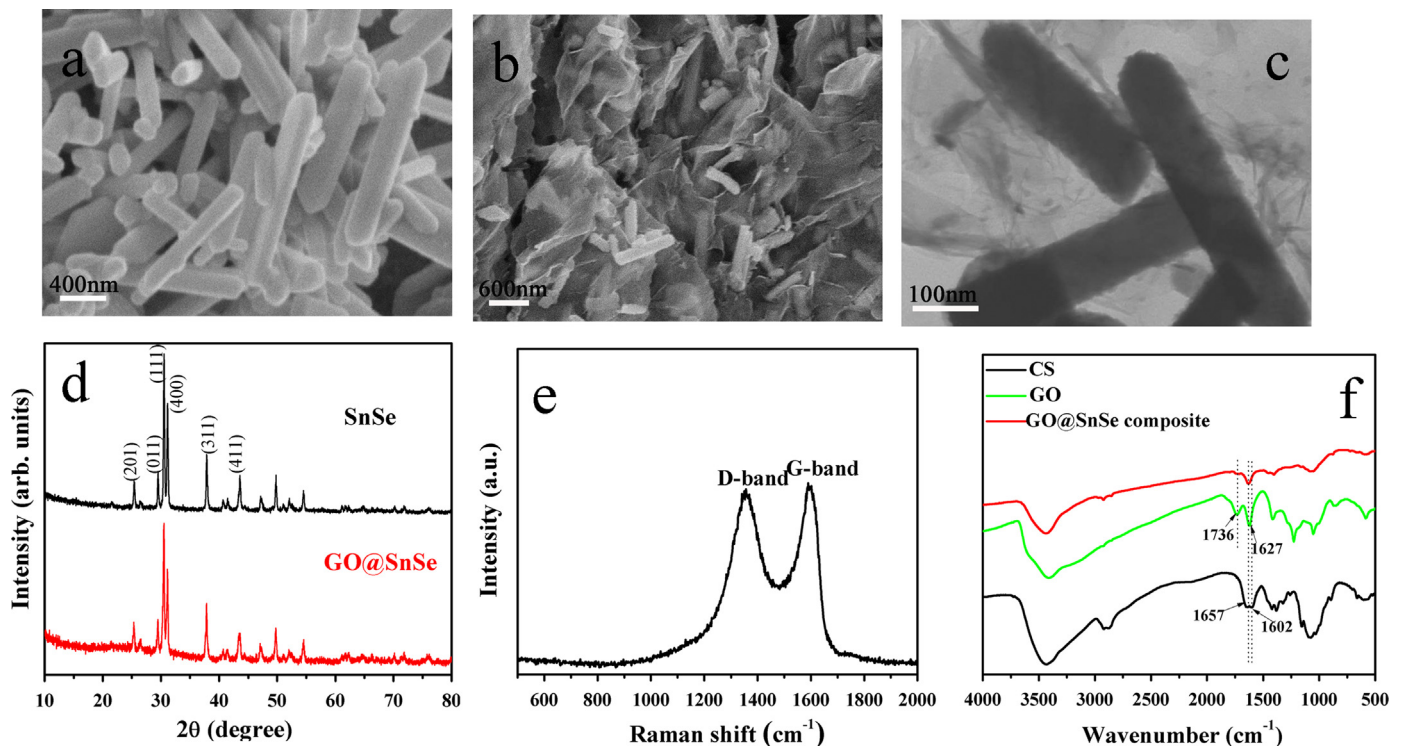 a
400nm
b
600nm
c
100nm
d
Intensity (arb. units)
(201)
(011)
(111)
(400)
(311)
(411)
SnSe
GO@SnSe
10 20 30 40 50 60 70 80
2θ (degree)
e
Intensity (a.u.)
D-band
G-band
600 800 1000 1200 1400 1600 1800 2000
Raman shift (cm⁻¹)
f
CS
GO
GO@SnSe composite
1736
1627
1657
1602
4000 3500 3000 2500 2000 1500 1000 500
Wavenumber (cm⁻¹)